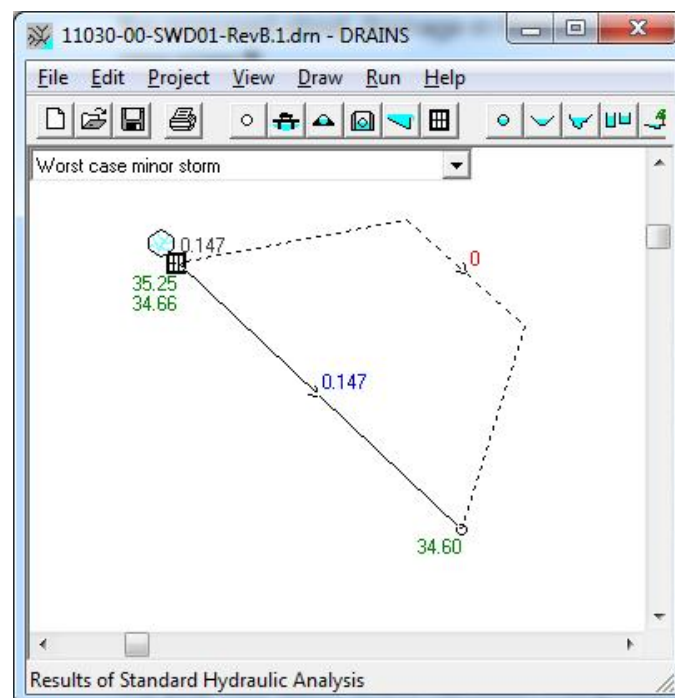 11030-00-SWD01-RevB.1.drn - DRAINS
File Edit Project View Draw Run Help
Worst case minor storm
0.147
0
35.25
34.66
0.147
34.60
Results of Standard Hydraulic Analysis